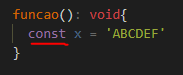 funcao(): void{
const x = 'ABCDEF'
}